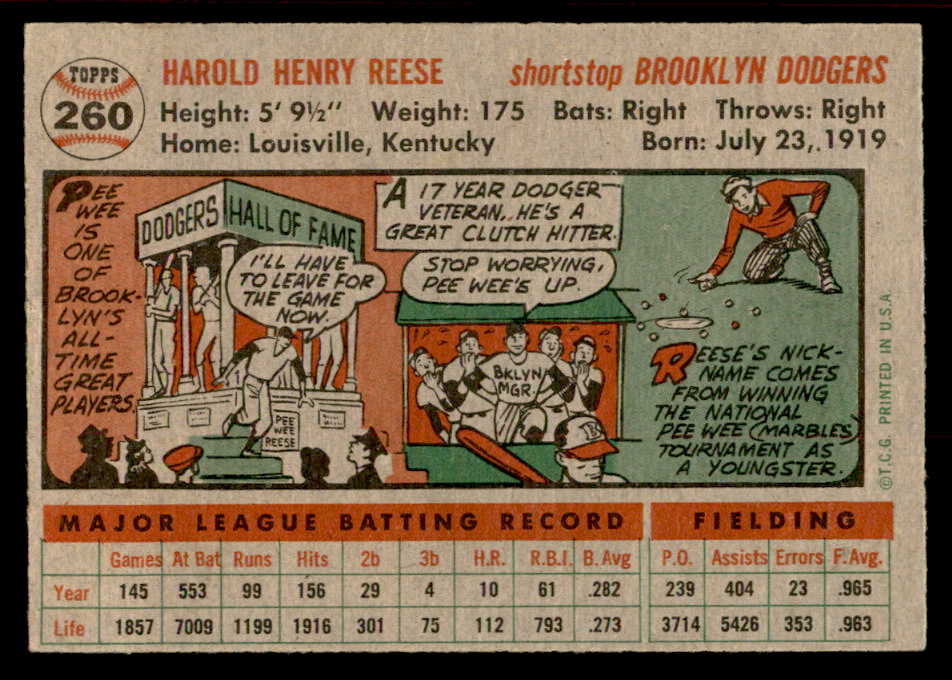 TOPPS
260
HAROLD HENRY REESE shortstop BROOKLYN DODGERS
Height: 5' 9½" Weight: 175 Bats: Right Throws: Right
Home: Louisville, Kentucky Born: July 23,. 1919
PEE
WEE
IS
ONE
OF
BROOK-
LYN'S
ALL-
TIME
GREAT
PLAYERS.
DODGERS HALL OF FAME
I'LL HAVE
TO LEAVE FOR
THE GAME
NOW.
PEE
WEE
REESE
A 17 YEAR DODGER
VETERAN.. HE'S A
GREAT CLUTCH HITTER.
STOP WORRYING,
PEE WEE'S UP.
BKLYN
MGR.
B
REESE'S NICK-
NAME COMES
FROM WINNING
THE NATIONAL
PEE WEE (MARBLES)
TOURNAMENT AS
A YOUNGSTER.
©T.C.G. PRINTED IN U.S.A.
MAJOR LEAGUE BATTING RECORD FIELDING
Games At Bat Runs Hits 2b 3b H.R. R.B.I. B. Avg P.O. Assists Errors F. Avg.
Year 145 553 99 156 29 4 10 61 .282 239 404 23 .965
Life 1857 7009 1199 1916 301 75 112 793 .273 3714 5426 353 .963